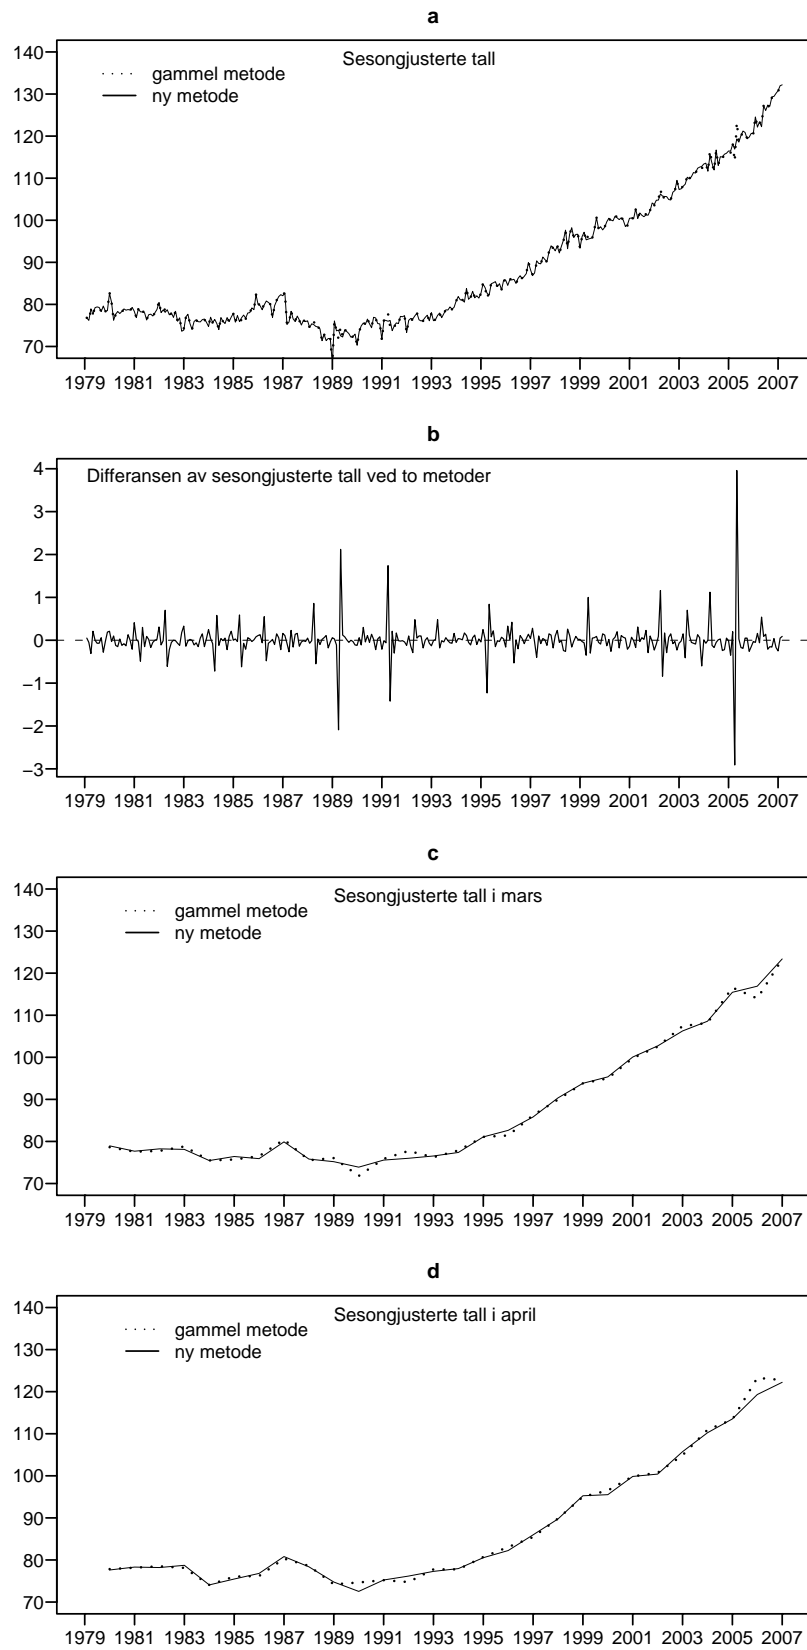 a
Sesongjusterte tall
gammel metode
ny metode
140
130
120
110
100
90
80
70
1979 1981 1983 1985 1987 1989 1991 1993 1995 1997 1999 2001 2003 2005 2007
b
Differansen av sesongjusterte tall ved to metoder
4
3
2
1
0
−1
−2
−3
1979 1981 1983 1985 1987 1989 1991 1993 1995 1997 1999 2001 2003 2005 2007
c
Sesongjusterte tall i mars
gammel metode
ny metode
140
130
120
110
100
90
80
70
1979 1981 1983 1985 1987 1989 1991 1993 1995 1997 1999 2001 2003 2005 2007
d
Sesongjusterte tall i april
gammel metode
ny metode
140
130
120
110
100
90
80
70
1979 1981 1983 1985 1987 1989 1991 1993 1995 1997 1999 2001 2003 2005 2007